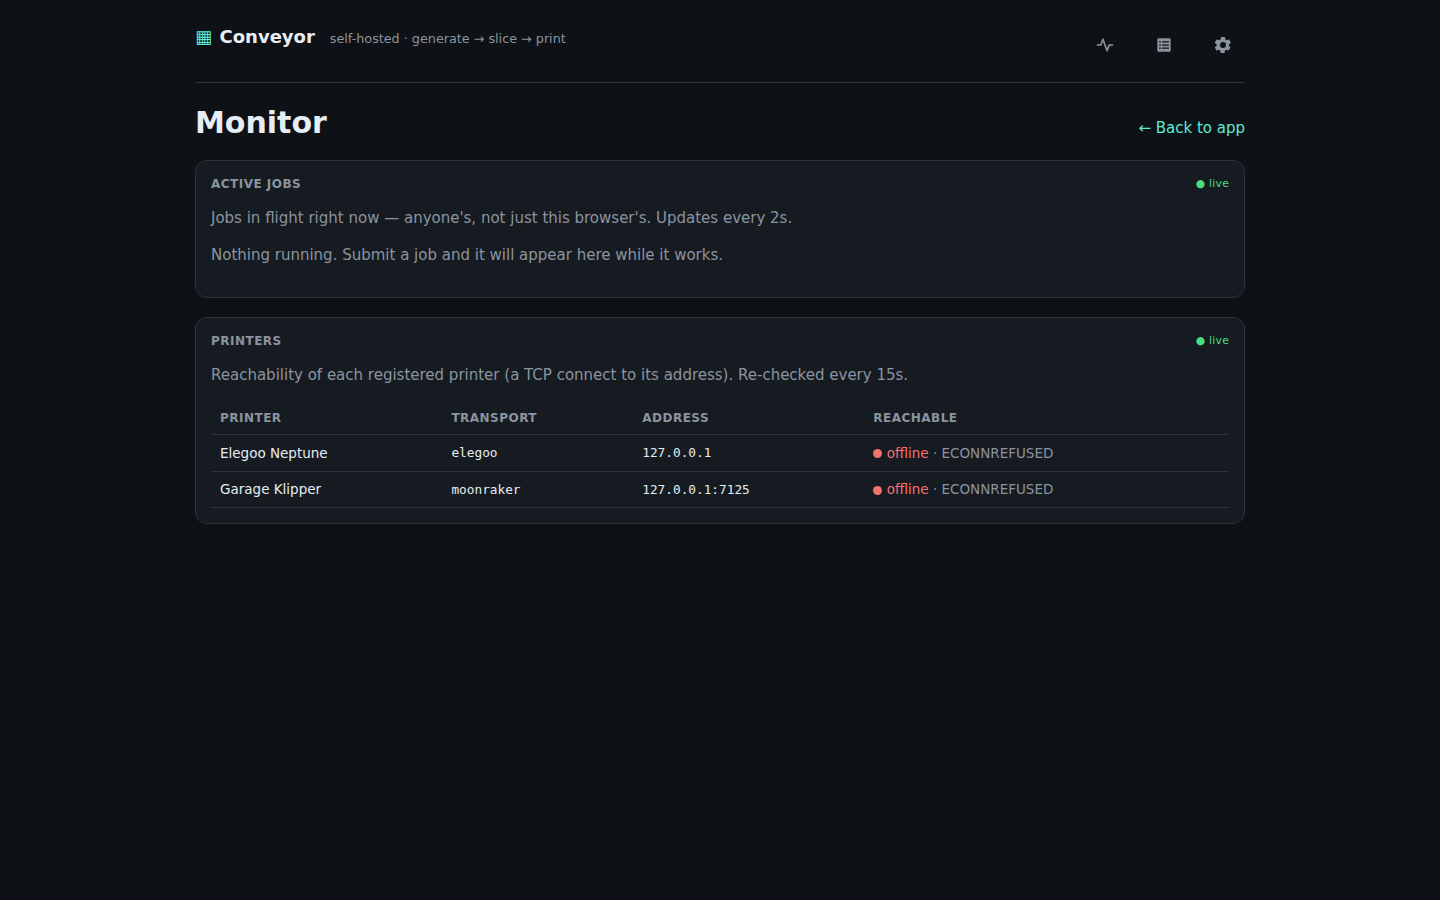 Conveyor self-hosted · generate → slice → print
Monitor
← Back to app
ACTIVE JOBS
● live
Jobs in flight right now — anyone's, not just this browser's. Updates every 2s.
Nothing running. Submit a job and it will appear here while it works.
PRINTERS
● live
Reachability of each registered printer (a TCP connect to its address). Re-checked every 15s.
PRINTER TRANSPORT ADDRESS REACHABLE
Elegoo Neptune elegoo 127.0.0.1 ● offline · ECONNREFUSED
Garage Klipper moonraker 127.0.0.1:7125 ● offline · ECONNREFUSED